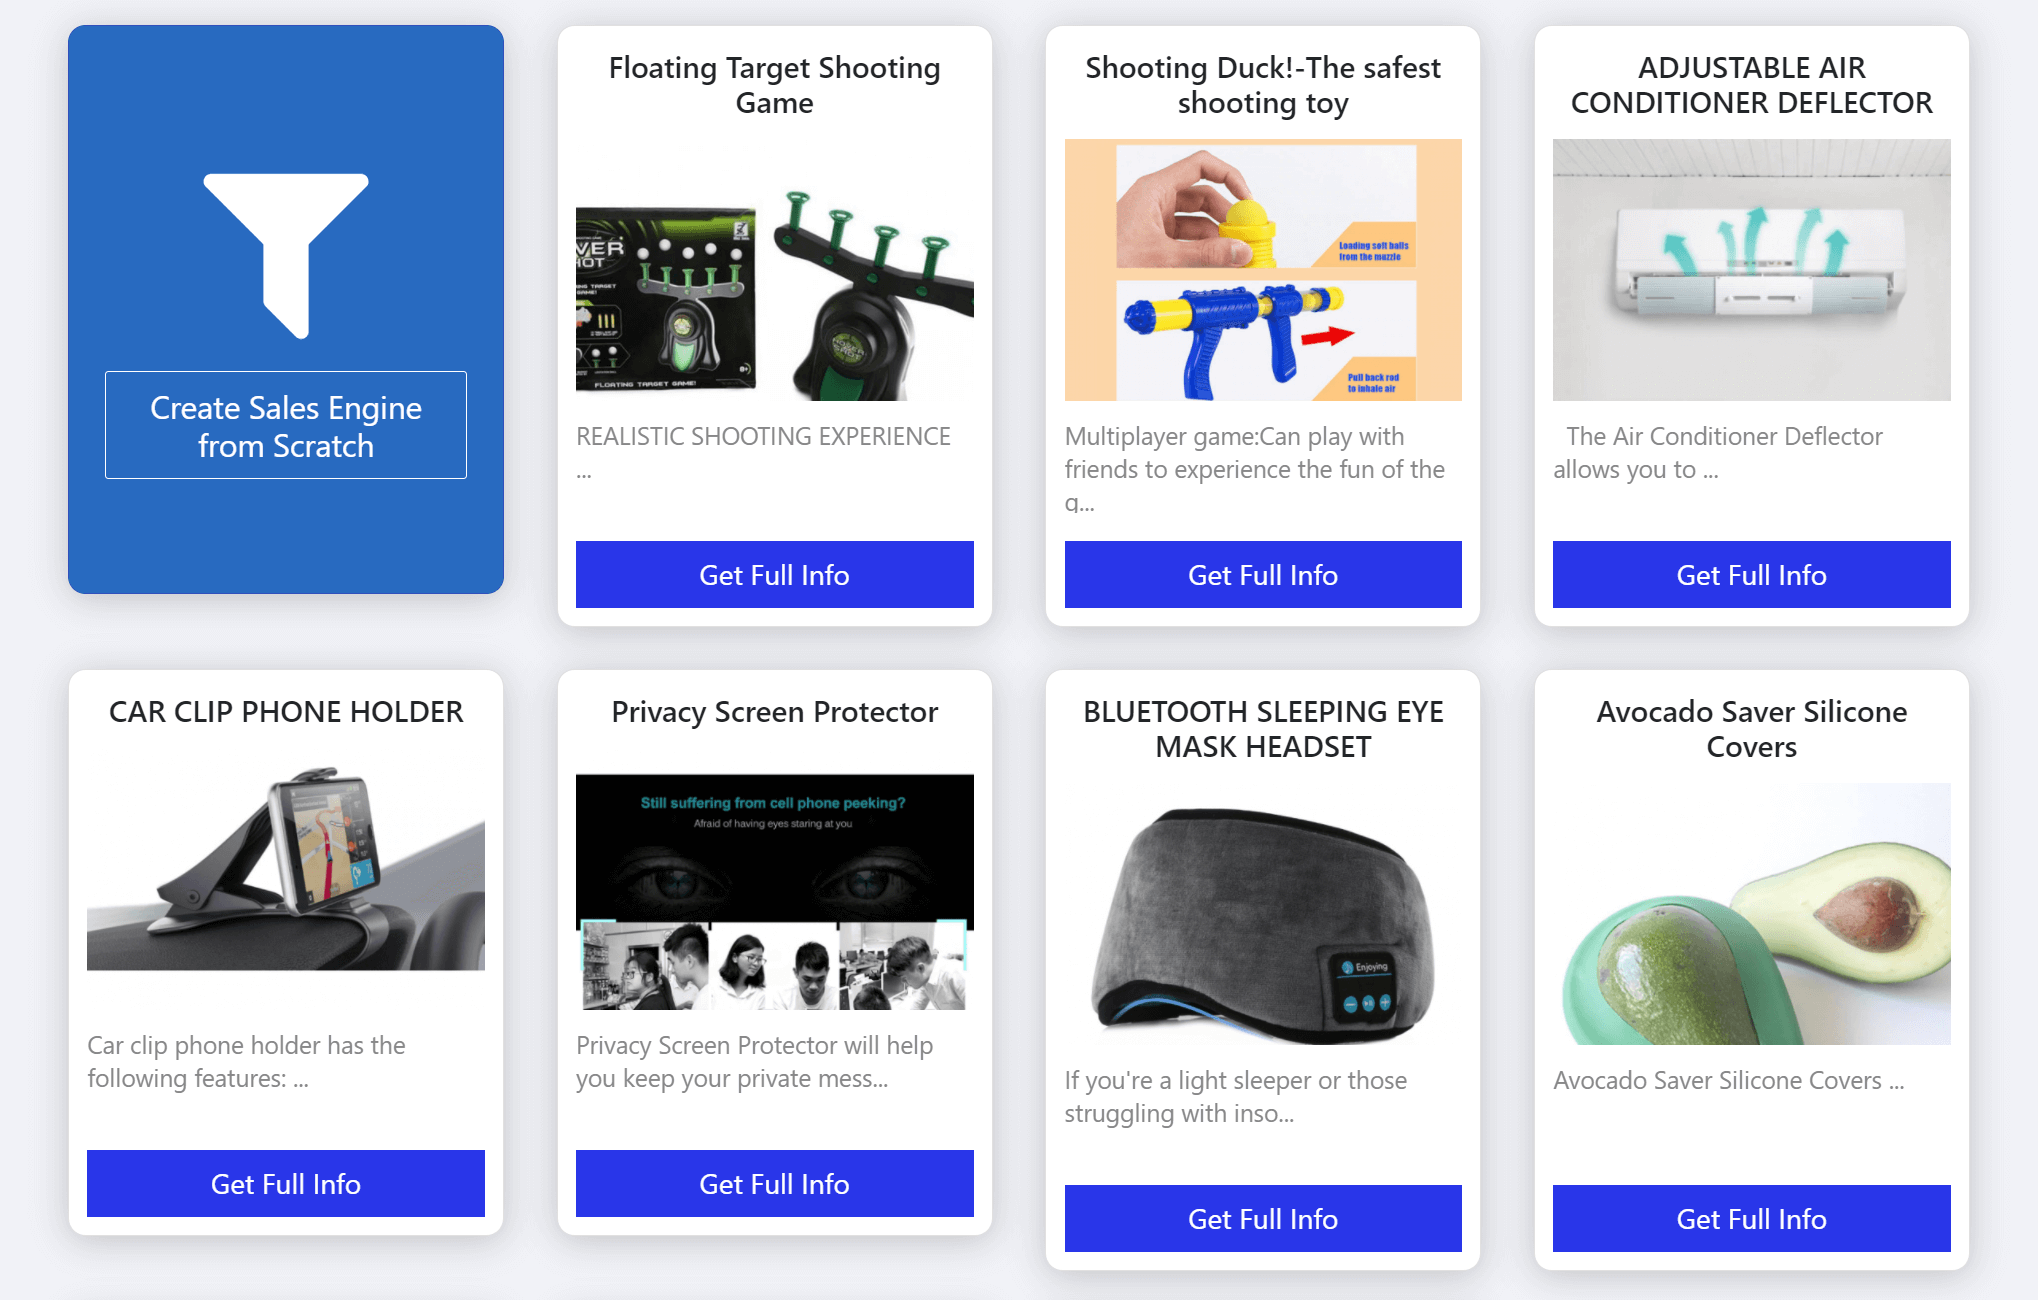 Create Sales Engine
from Scratch
Floating Target Shooting
Game
FLOATING TARGET GAME!
REALISTIC SHOOTING EXPERIENCE
...
Get Full Info
Shooting Duck!-The safest
shooting toy
Loading soft balls
from the muzzle
Pull back rod
to inhale air
Multiplayer game:Can play with
friends to experience the fun of the
g...
Get Full Info
ADJUSTABLE AIR
CONDITIONER DEFLECTOR
The Air Conditioner Deflector
allows you to ...
Get Full Info
CAR CLIP PHONE HOLDER
Car clip phone holder has the
following features: ...
Get Full Info
Privacy Screen Protector
Still suffering from cell phone peeking?
Afraid of having eyes staring at you
Privacy Screen Protector will help
you keep your private mess...
Get Full Info
BLUETOOTH SLEEPING EYE
MASK HEADSET
Enjoying
If you're a light sleeper or those
struggling with inso...
Get Full Info
Avocado Saver Silicone
Covers
Avocado Saver Silicone Covers ...
Get Full Info